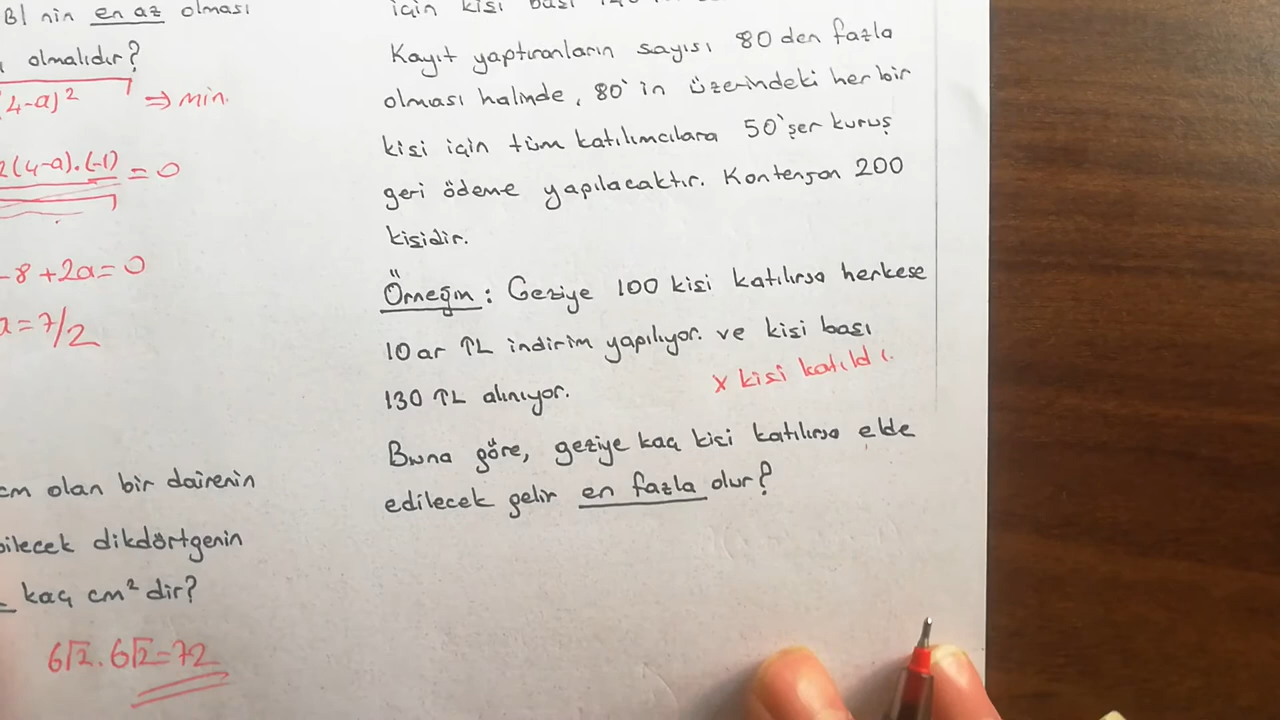 B| nin en az olması
olmalıdır?
(4-a)² ⇒ min.
2(4-a).(-1) = 0
-8+2a=0
a=7/2
cm olan bir dairenin
bilecek dikdörtgenin
kaç cm² dir?
6√2.6√2=72
için kişi başı
Kayıt yaptıranların sayısı 80 den fazla
olması halinde, 80'in üzerindeki her bir
kişi için tüm katılımcılara 50'şer kuruş
geri ödeme yapılacaktır. Kontenjan 200
kişidir.
Örneğin: Geziye 100 kişi katılırsa herkese
10 ar TL indirim yapılıyor. ve kişi başı
130 TL alınıyor.
x kişi katıldı.
Buna göre, geziye kaç kişi katılırsa elde
edilecek gelir en fazla olur?